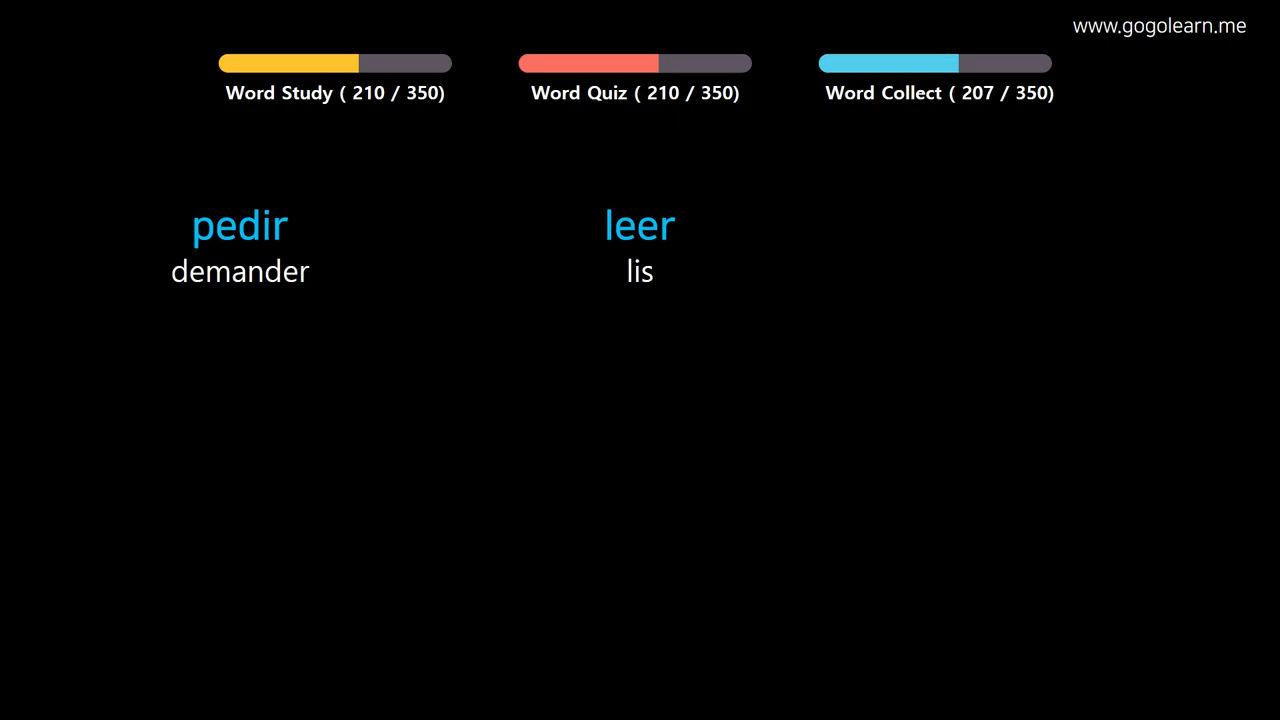 www.gogolearn.me
Word Study ( 210 / 350)
Word Quiz ( 210 / 350)
Word Collect ( 207 / 350)
pedir
demander
leer
lis